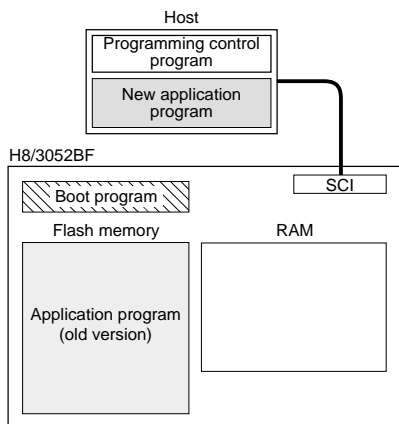 Host
Programming control
program
New application
program
H8/3052BF
SCI
Boot program
Flash memory
RAM
Application program
(old version)